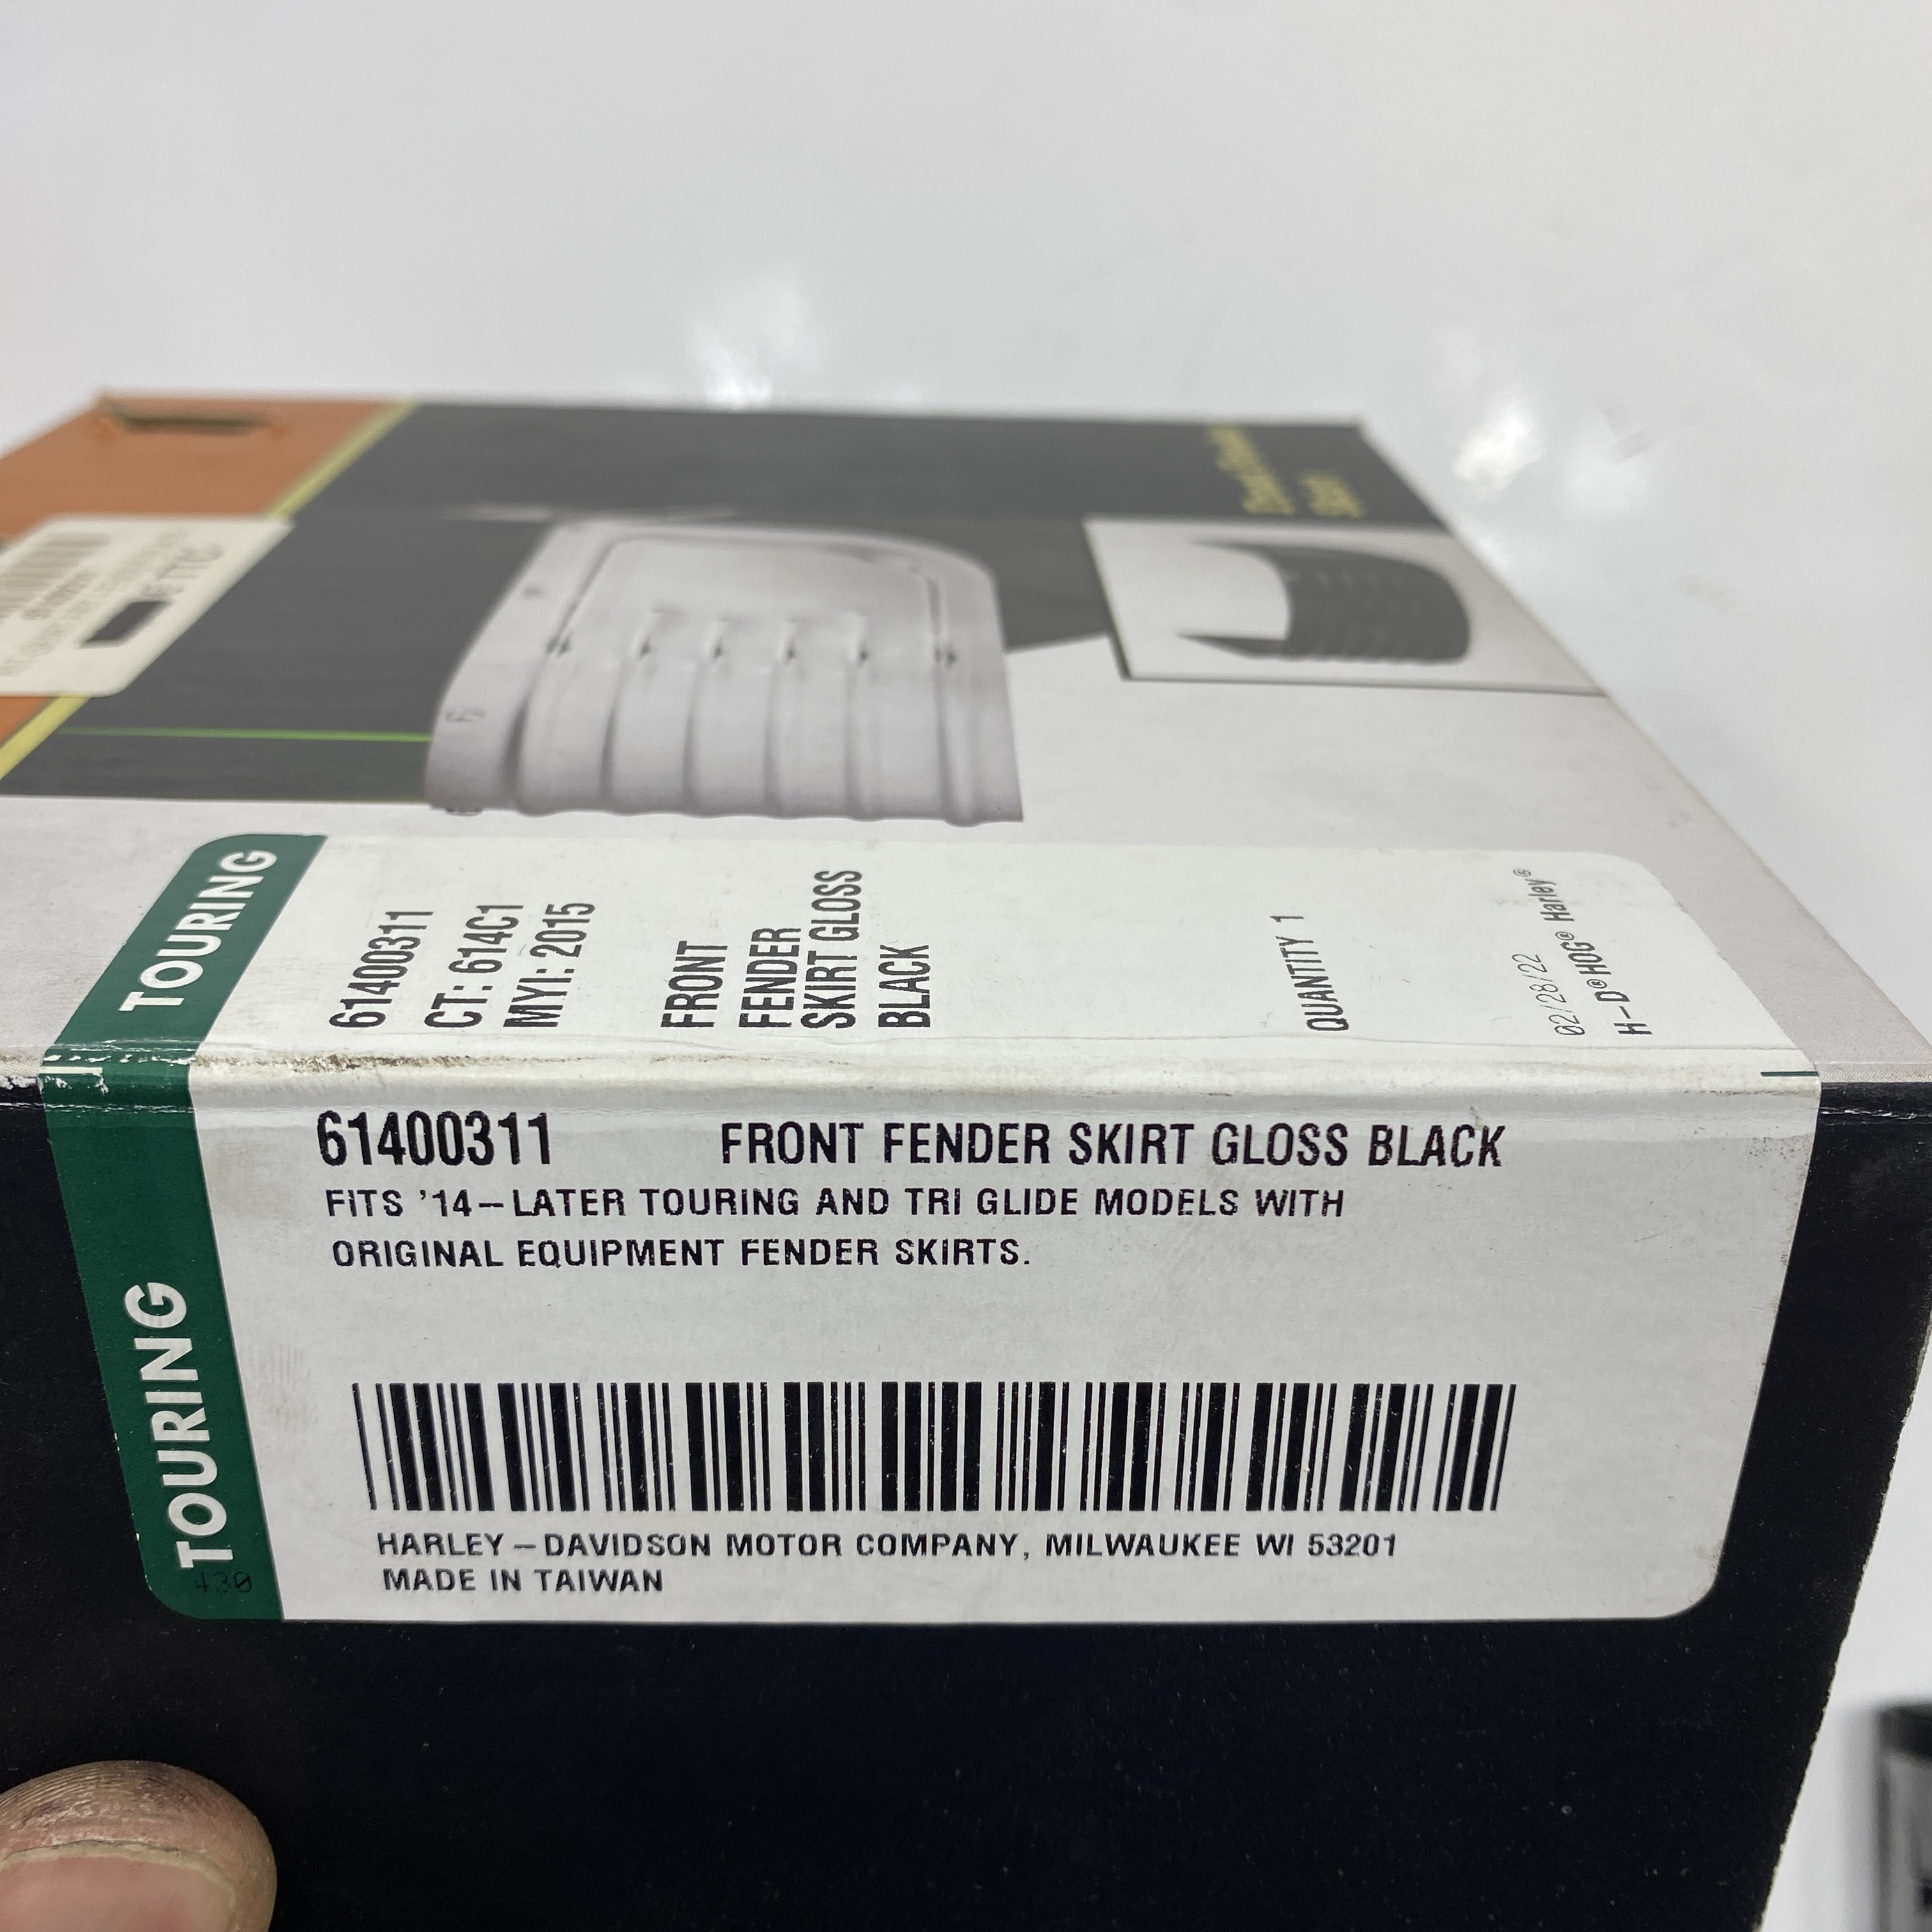 TOURING
61400311
CT: 614C1
MYI: 2015
FRONT
FENDER
SKIRT GLOSS
BLACK
QUANTITY 1
02/28/22
H-D® HOG® Harley®
TOURING
430
61400311 FRONT FENDER SKIRT GLOSS BLACK
FITS '14-LATER TOURING AND TRI GLIDE MODELS WITH
ORIGINAL EQUIPMENT FENDER SKIRTS.
HARLEY-DAVIDSON MOTOR COMPANY, MILWAUKEE WI 53201
MADE IN TAIWAN